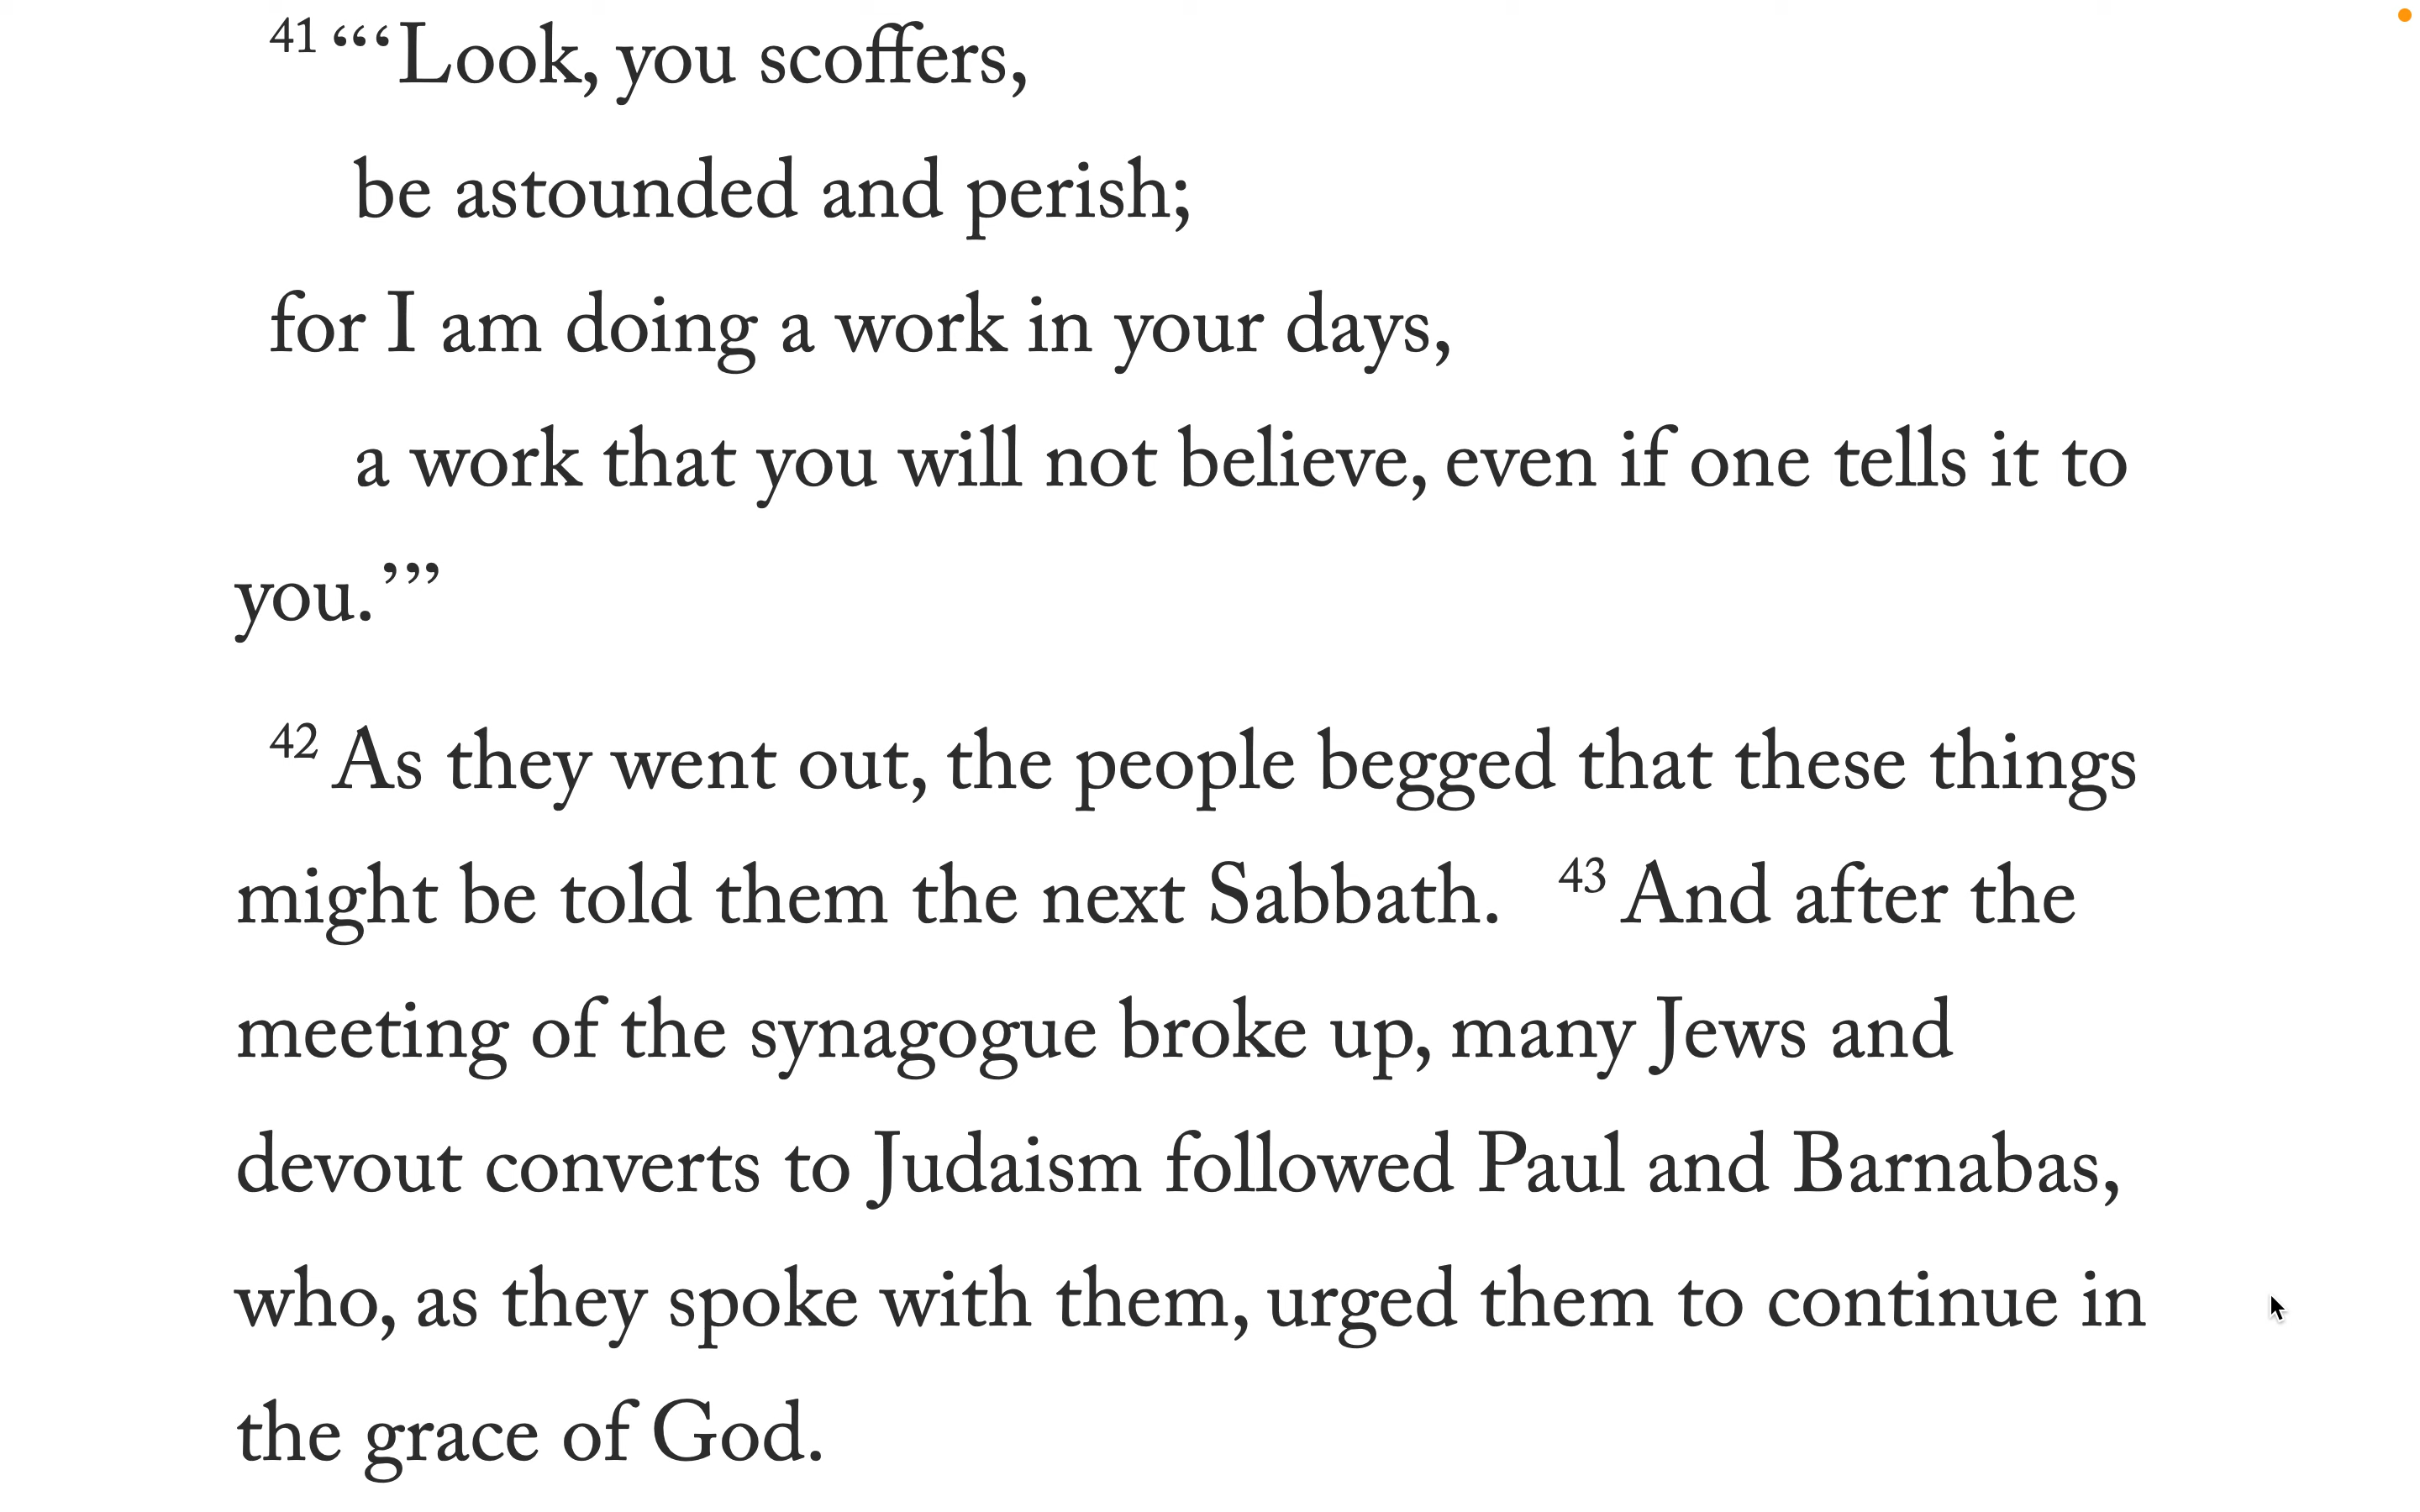 41 “‘Look, you scoffers,
be astounded and perish;
for I am doing a work in your days,
a work that you will not believe, even if one tells it to
you.’”
42 As they went out, the people begged that these things
might be told them the next Sabbath. 43 And after the
meeting of the synagogue broke up, many Jews and
devout converts to Judaism followed Paul and Barnabas,
who, as they spoke with them, urged them to continue in
the grace of God.